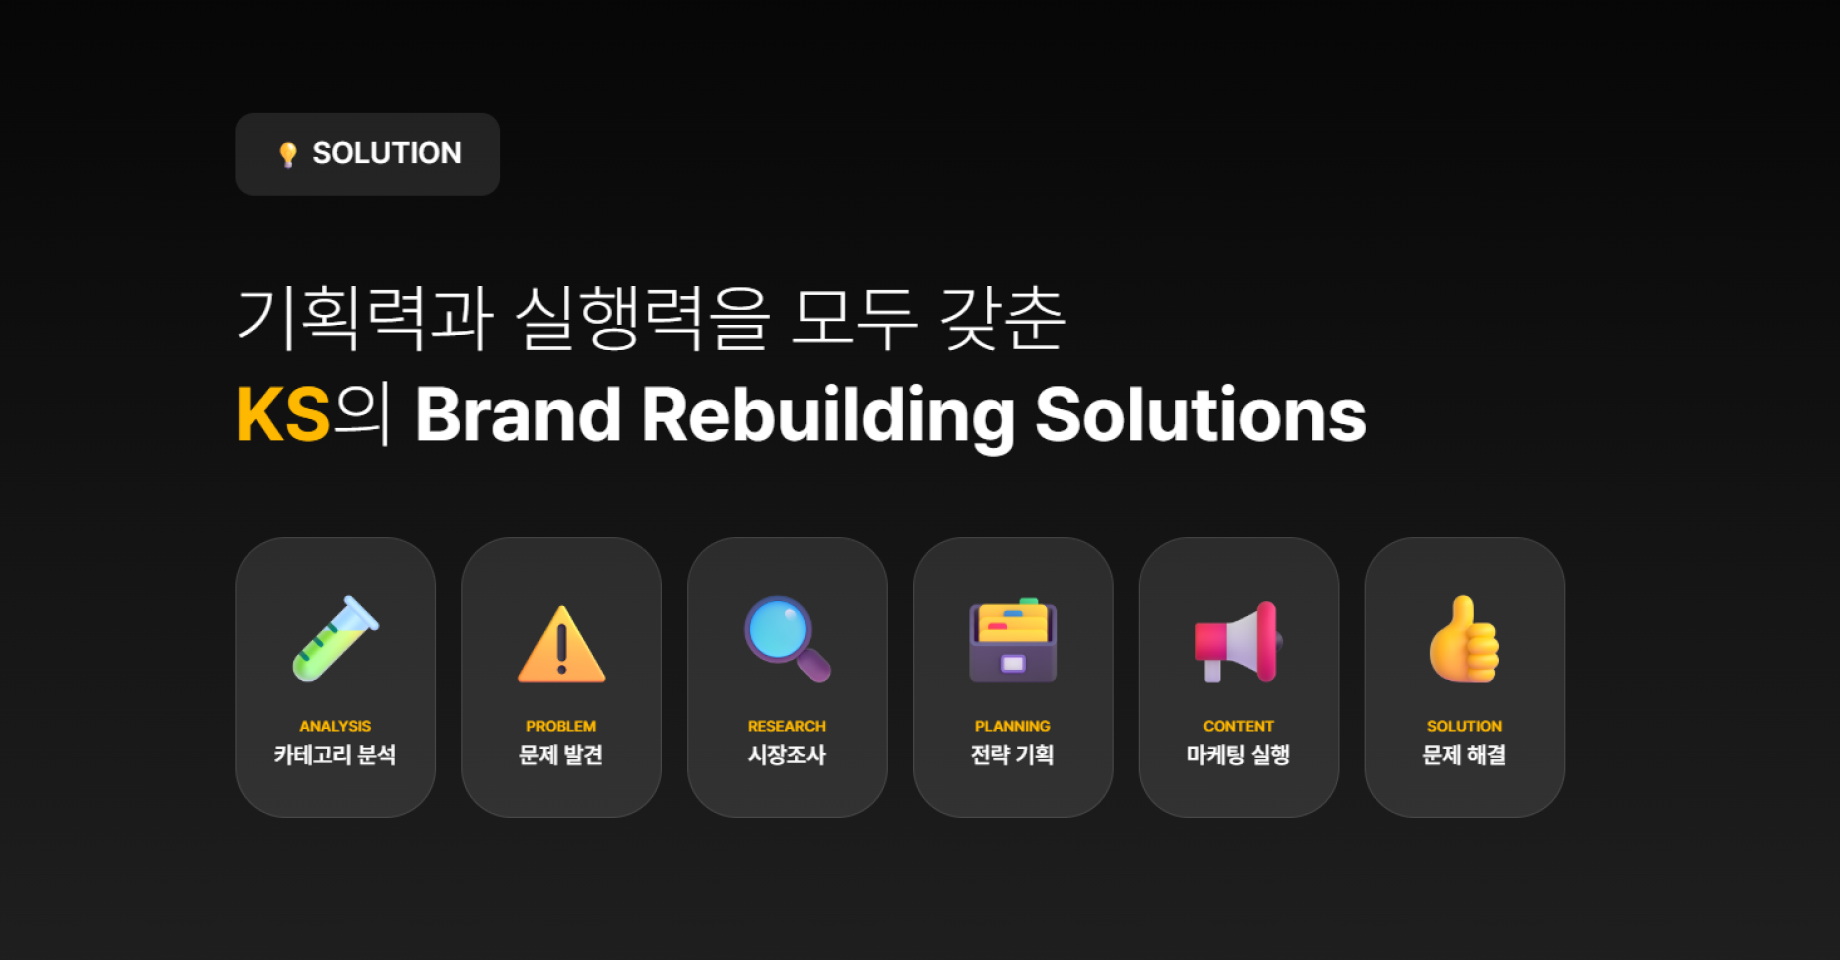 SOLUTION
기획력과 실행력을 모두 갖춘
KS의 Brand Rebuilding Solutions
ANALYSIS
카테고리 분석
PROBLEM
문제 발견
RESEARCH
시장조사
PLANNING
전략 기획
CONTENT
마케팅 실행
SOLUTION
문제 해결